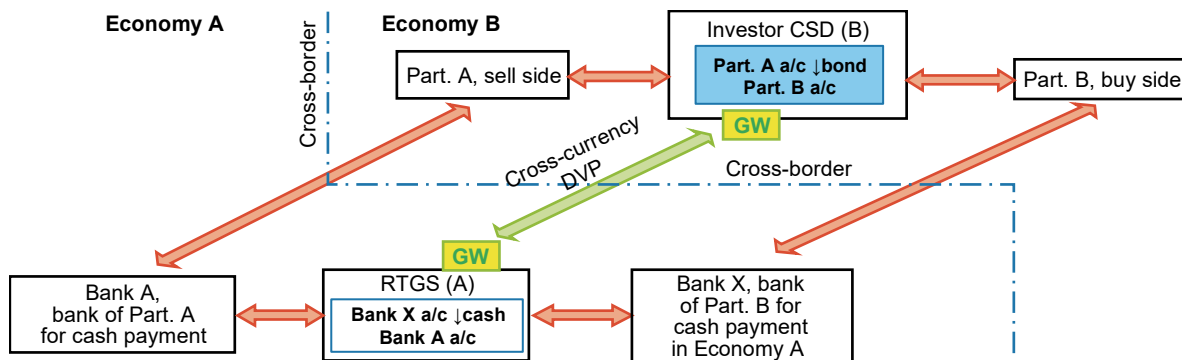 Economy A
Economy B
Cross-border
Investor CSD (B)
Part. A a/c ↓bond
Part. B a/c
Part. A, sell side
Part. B, buy side
GW
Cross-currency
DVP
Cross-border
GW
Bank A,
bank of Part. A
for cash payment
RTGS (A)
Bank X a/c ↓cash
Bank A a/c
Bank X, bank
of Part. B for
cash payment
in Economy A